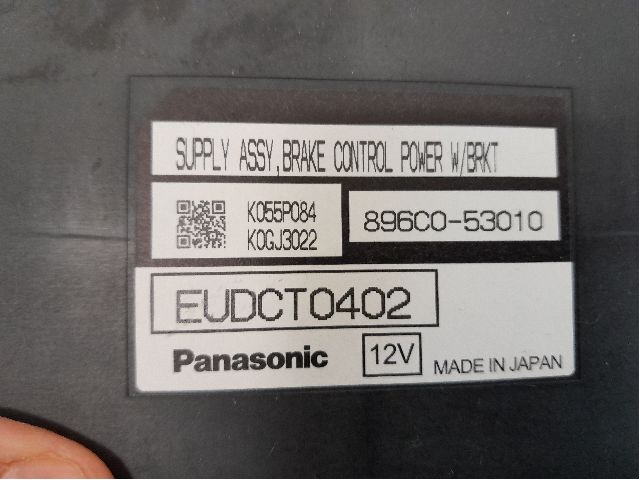 SUPPLY ASSY,BRAKE CONTROL POWER W/BRKT
K055P084
K0GJ3022
896C0-53010
EUDCT0402
Panasonic 12V MADE IN JAPAN